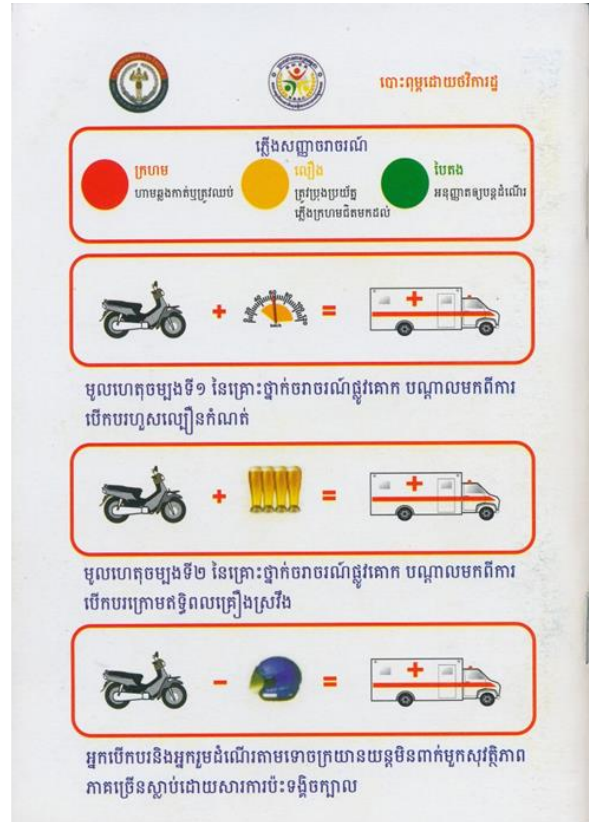 បោះពុម្ពដោយថវិការដ្ឋ
ភ្លើងសញ្ញាចរាចរណ៍
ក្រហម
ហាមឆ្លងកាត់ឬត្រូវឈប់
លឿង
ត្រូវប្រុងប្រយ័ត្ន
ភ្លើងក្រហមជិតមកដល់
បៃតង
អនុញ្ញាតឲ្យបន្តដំណើរ
មូលហេតុចម្បងទី១ នៃគ្រោះថ្នាក់ចរាចរណ៍ផ្លូវគោក បណ្តាលមកពីការ
បើកបរហួសល្បឿនកំណត់
មូលហេតុចម្បងទី២ នៃគ្រោះថ្នាក់ចរាចរណ៍ផ្លូវគោក បណ្តាលមកពីការ
បើកបរក្រោមឥទ្ធិពលគ្រឿងស្រវឹង
អ្នកបើកបរនិងអ្នករួមដំណើរតាមទោចក្រយានយន្តមិនពាក់មួកសុវត្ថិភាព
ភាគច្រើនស្លាប់ដោយសារការប៉ះទង្គិចក្បាល